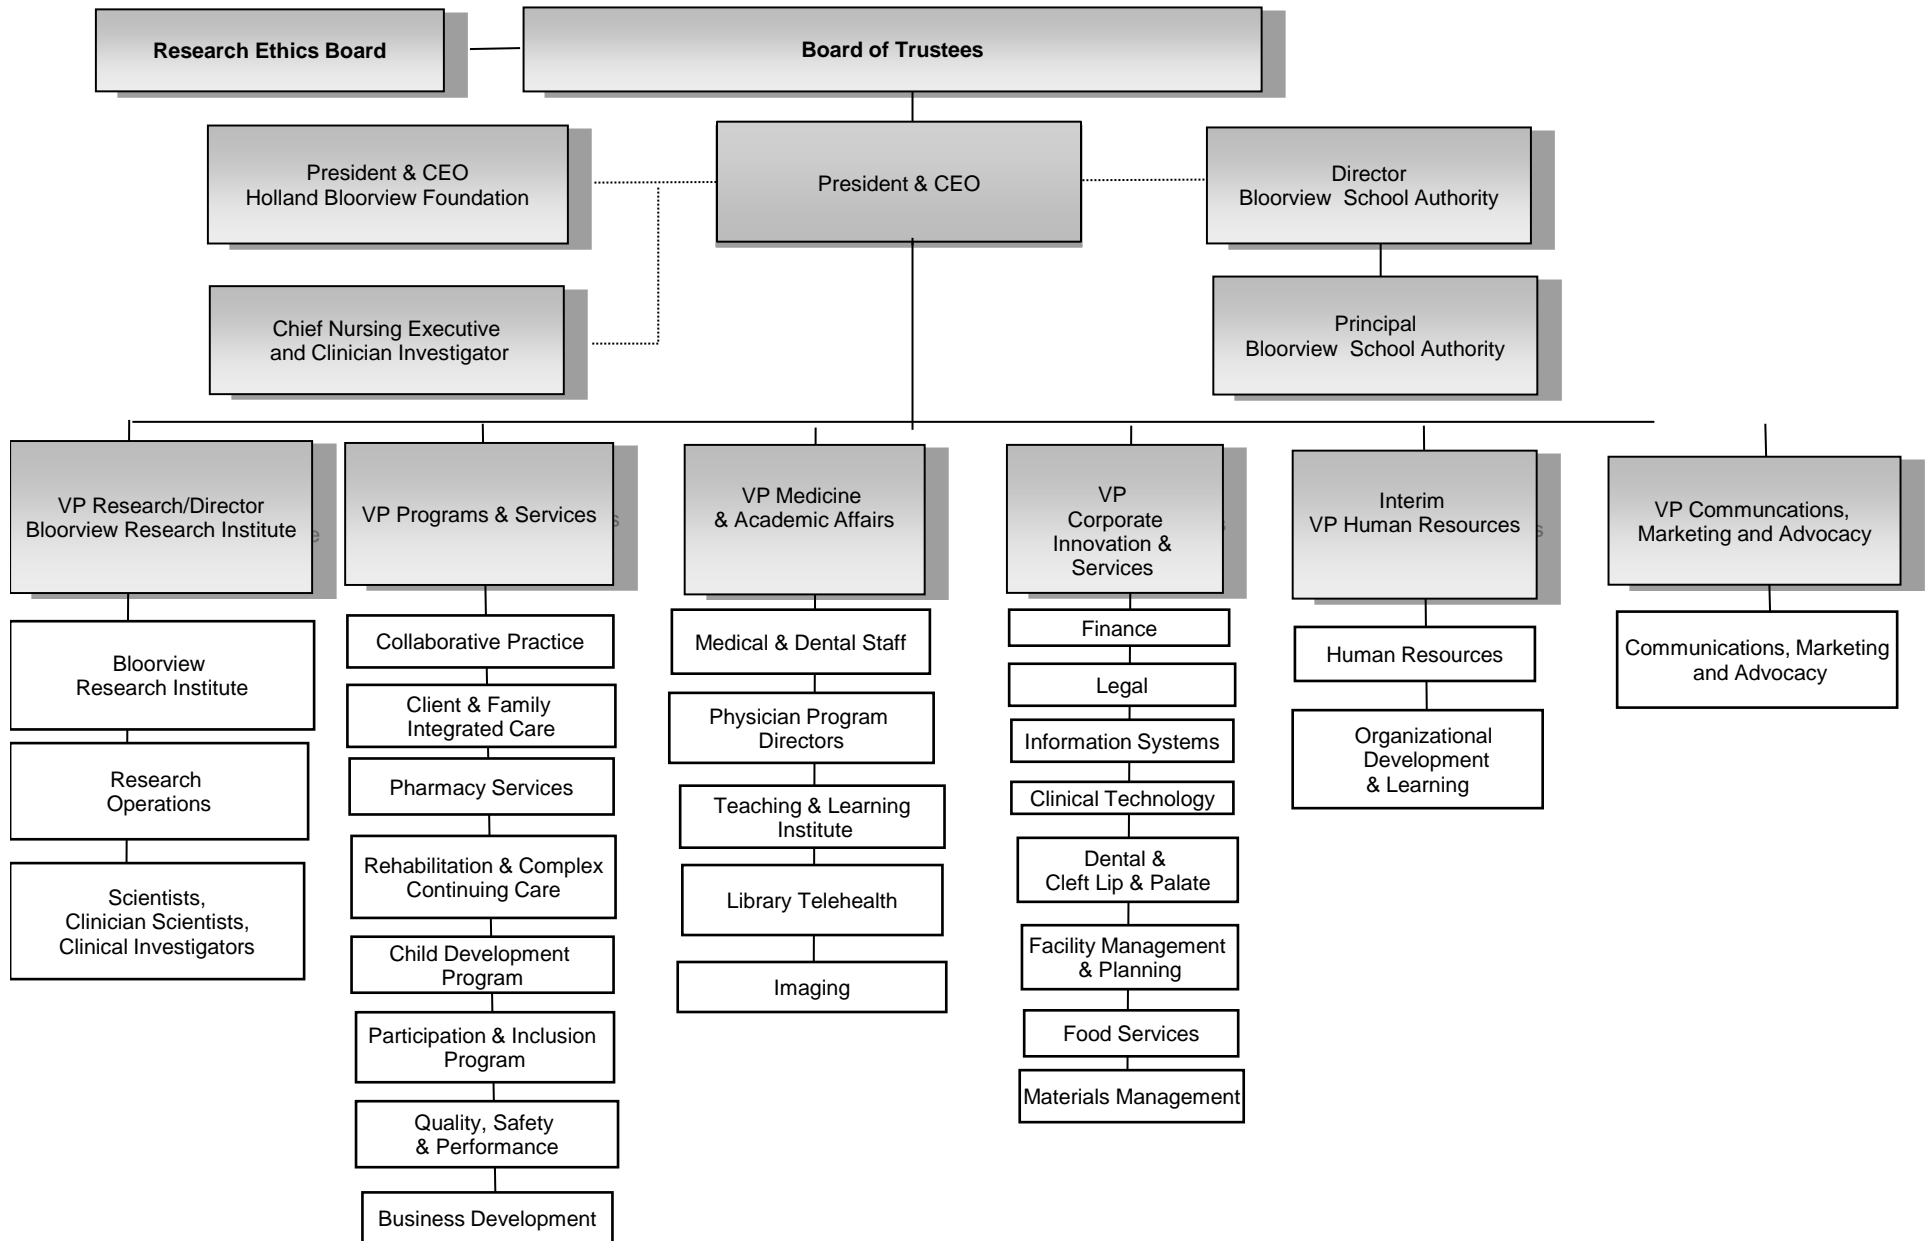 Research Ethics Board
Board of Trustees
President & CEO
Holland Bloorview Foundation
President & CEO
Director
Bloorview  School Authority
Chief Nursing Executive
and Clinician Investigator
Principal
Bloorview  School Authority
VP Research/Director
Bloorview Research Institute
VP Programs & Services
VP Medicine
& Academic Affairs
VP
Corporate
Innovation &
Services
Interim
VP Human Resources
VP Communcations,
Marketing and Advocacy
Bloorview
Research Institute
Research
Operations
Scientists,
Clinician Scientists,
Clinical Investigators
Collaborative Practice
Client & Family
Integrated Care
Pharmacy Services
Rehabilitation & Complex
Continuing Care
Child Development
Program
Participation & Inclusion
Program
Quality, Safety
& Performance
Business Development
Medical & Dental Staff
Physician Program
Directors
Teaching & Learning
Institute
Library Telehealth
Imaging
Finance
Legal
Information Systems
Clinical Technology
Dental &
Cleft Lip & Palate
Facility Management
& Planning
Food Services
Materials Management
Human Resources
Organizational
Development
& Learning
Communications, Marketing
and Advocacy